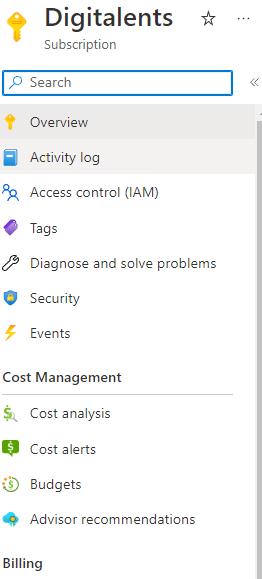 Digitalents
Subscription
Search
Overview
Activity log
Access control (IAM)
Tags
Diagnose and solve problems
Security
Events
Cost Management
Cost analysis
Cost alerts
Budgets
Advisor recommendations
Billing